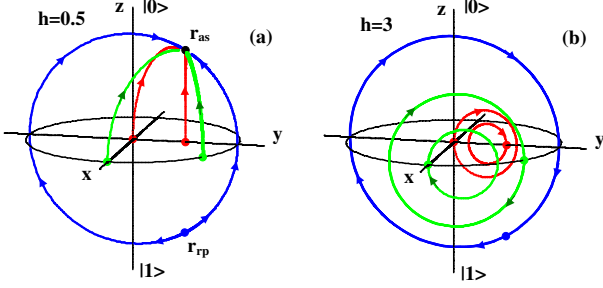 h=0.5
z
|0>
r_as
(a)
y
x
r_rp
|1>
h=3
z
|0>
(b)
y
x
|1>